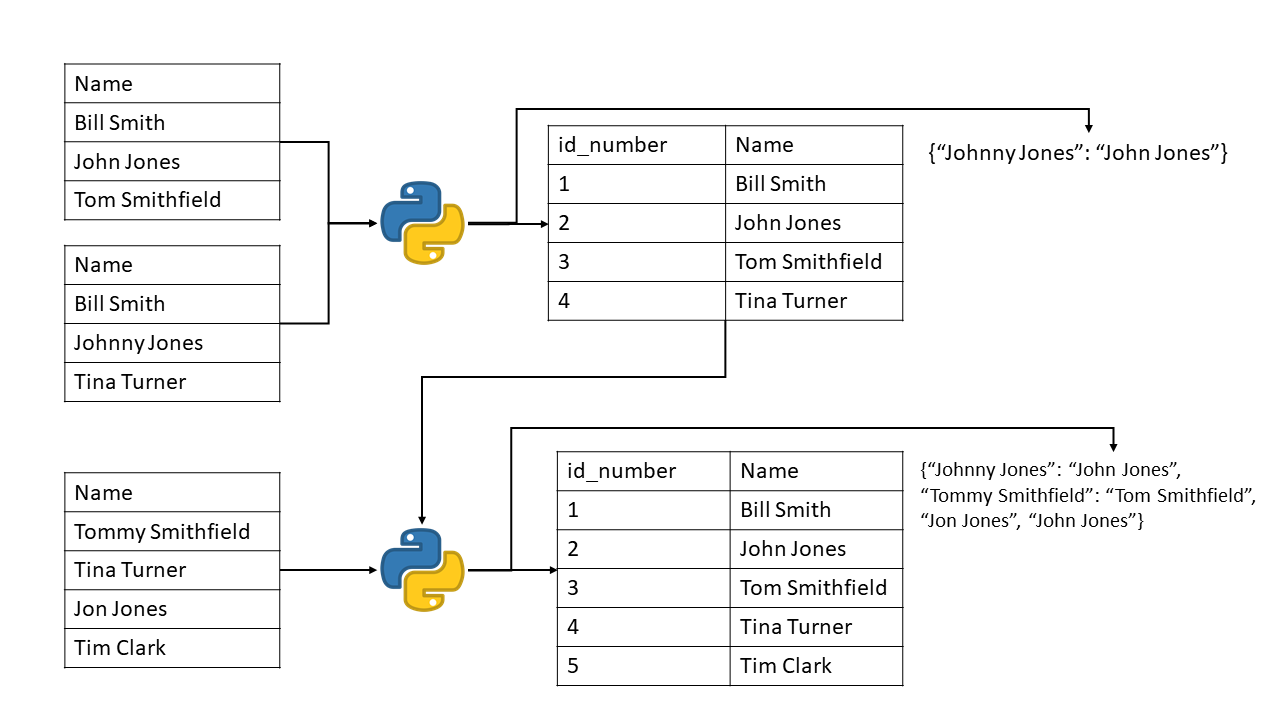 Name
Bill Smith
John Jones
Tom Smithfield
Name
Bill Smith
Johnny Jones
Tina Turner
id_number Name
1 Bill Smith
2 John Jones
3 Tom Smithfield
4 Tina Turner
{“Johnny Jones”: “John Jones”}
Name
Tommy Smithfield
Tina Turner
Jon Jones
Tim Clark
id_number Name
1 Bill Smith
2 John Jones
3 Tom Smithfield
4 Tina Turner
5 Tim Clark
{“Johnny Jones”: “John Jones”,
“Tommy Smithfield”: “Tom Smithfield”,
“Jon Jones”, “John Jones”}